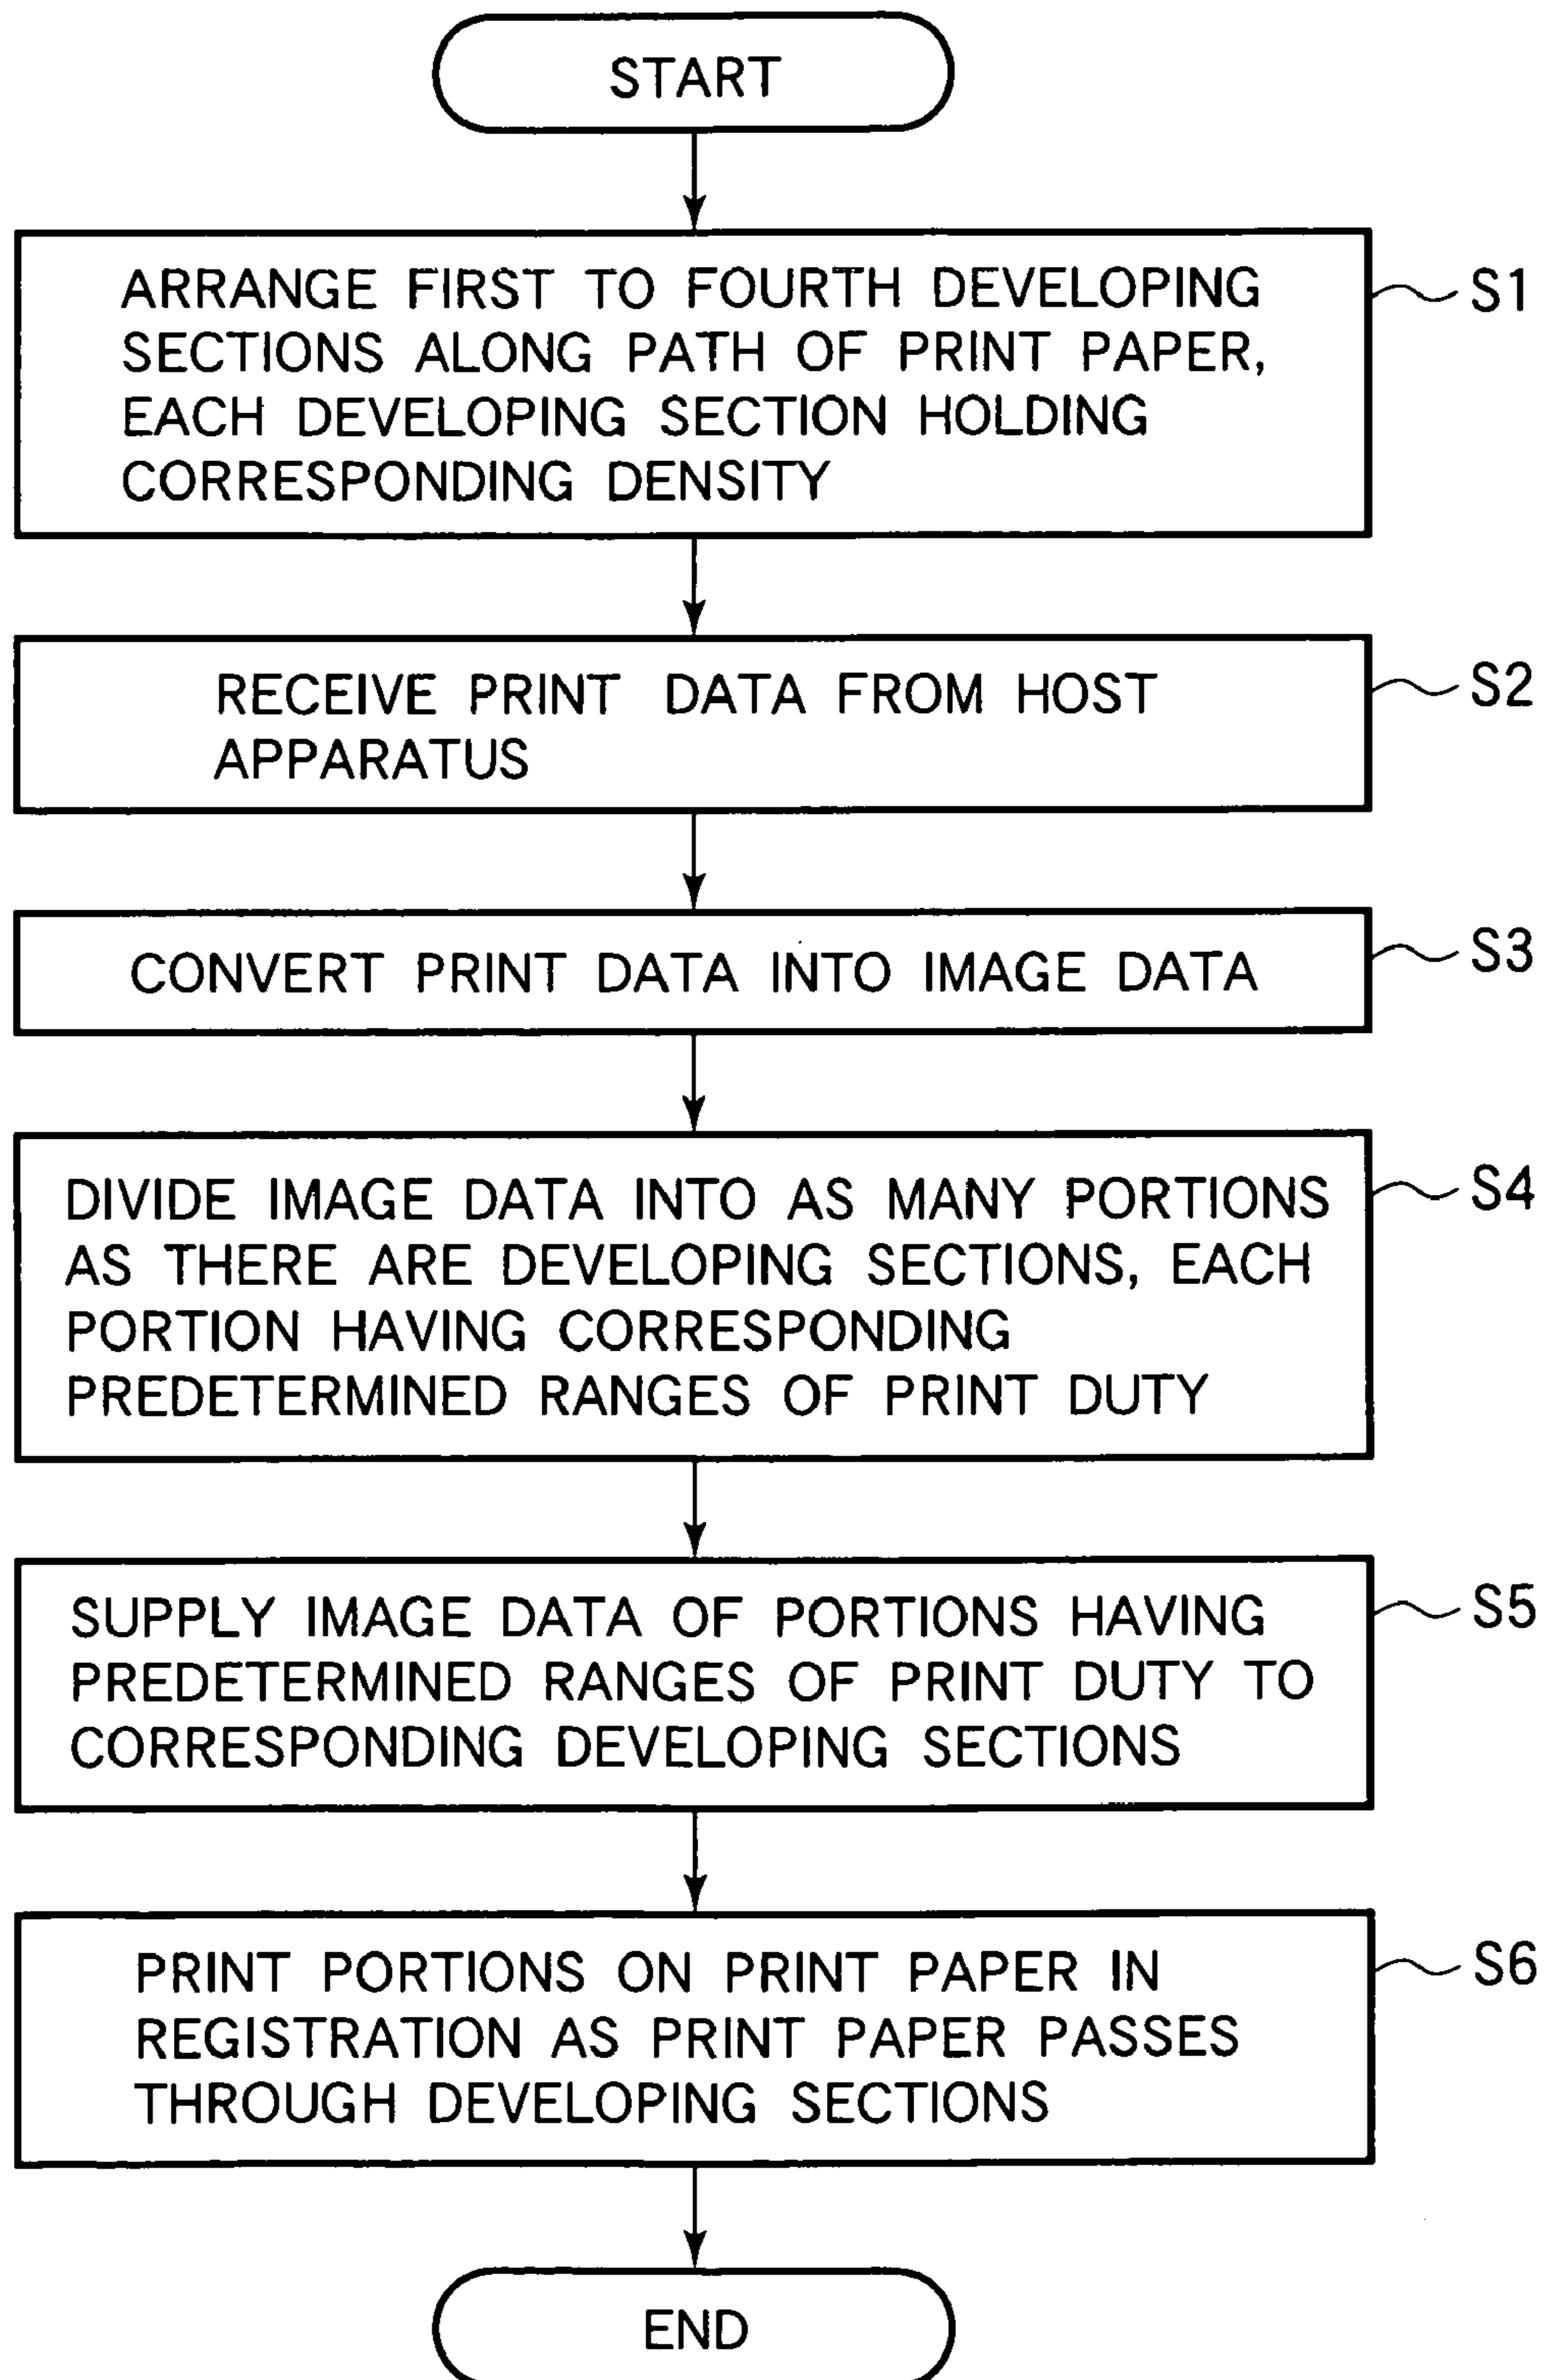 START
ARRANGE FIRST TO FOURTH DEVELOPING
SECTIONS ALONG PATH OF PRINT PAPER,
EACH DEVELOPING SECTION HOLDING
CORRESPONDING DENSITY
S1
RECEIVE PRINT DATA FROM HOST
APPARATUS
S2
CONVERT PRINT DATA INTO IMAGE DATA
S3
DIVIDE IMAGE DATA INTO AS MANY PORTIONS
AS THERE ARE DEVELOPING SECTIONS, EACH
PORTION HAVING CORRESPONDING
PREDETERMINED RANGES OF PRINT DUTY
S4
SUPPLY IMAGE DATA OF PORTIONS HAVING
PREDETERMINED RANGES OF PRINT DUTY TO
CORRESPONDING DEVELOPING SECTIONS
S5
PRINT PORTIONS ON PRINT PAPER IN
REGISTRATION AS PRINT PAPER PASSES
THROUGH DEVELOPING SECTIONS
S6
END